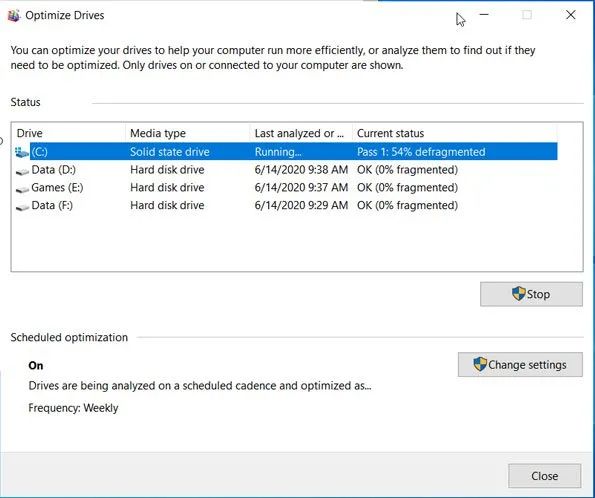 Optimize Drives
You can optimize your drives to help your computer run more efficiently, or analyze them to find out if they
need to be optimized. Only drives on or connected to your computer are shown.
Status
Drive Media type Last analyzed or ... Current status
(C:) Solid state drive Running... Pass 1: 54% defragmented
Data (D:) Hard disk drive 6/14/2020 9:38 AM OK (0% fragmented)
Games (E:) Hard disk drive 6/14/2020 9:37 AM OK (0% fragmented)
Data (F:) Hard disk drive 6/14/2020 9:29 AM OK (0% fragmented)
Stop
Scheduled optimization
On
Change settings
Drives are being analyzed on a scheduled cadence and optimized as...
Frequency: Weekly
Close